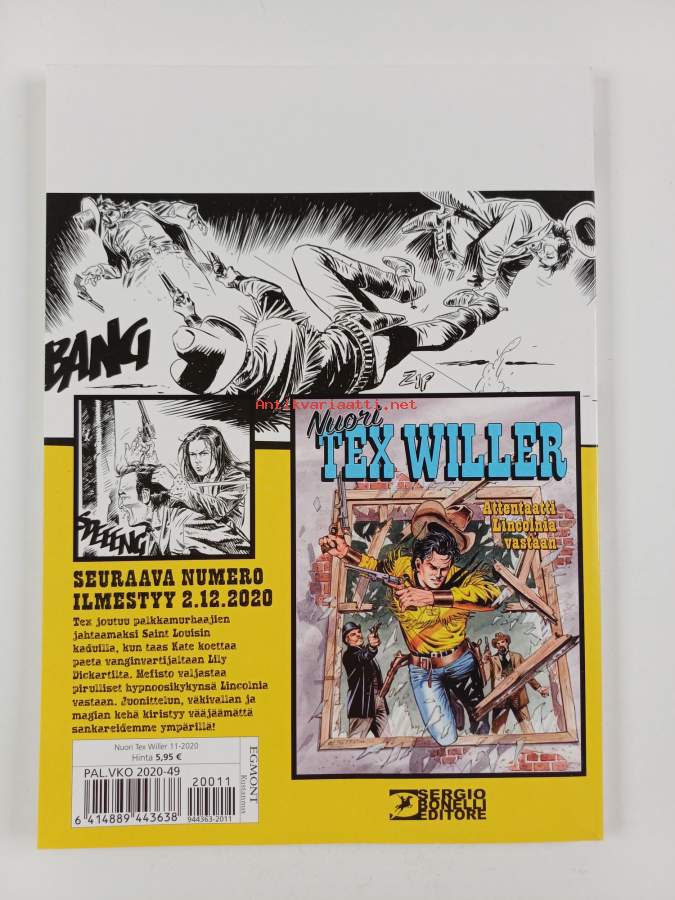 BANG
ZIP
Antikvariaatti.net
SPEEENG
Nuori
TEX WILLER
Attentaatti
Lincolnia
vastaan
SEURAAVA NUMERO
ILMESTYY 2.12.2020
Tex joutuu palkkamurhaajien
jahtaamaksi Saint Louisin
kaduilla, kun taas Kate koettaa
paeta vanginvartijaltaan Lily
Dickartilta. Mefisto valjastaa
pirulliset hypnoosikykynsä Lincolnia
vastaan. Juonittelun, väkivallan ja
magian kehä kiristyy vääjäämättä
sankareidemme ympärillä!
Nuori Tex Willer 11-2020
Hinta 5,95 €
PAL.VKO 2020-49
20011
6 414889 443638
944363-2011
EGMONT
Kustannus
SERGIO
BONELLI
EDITORE